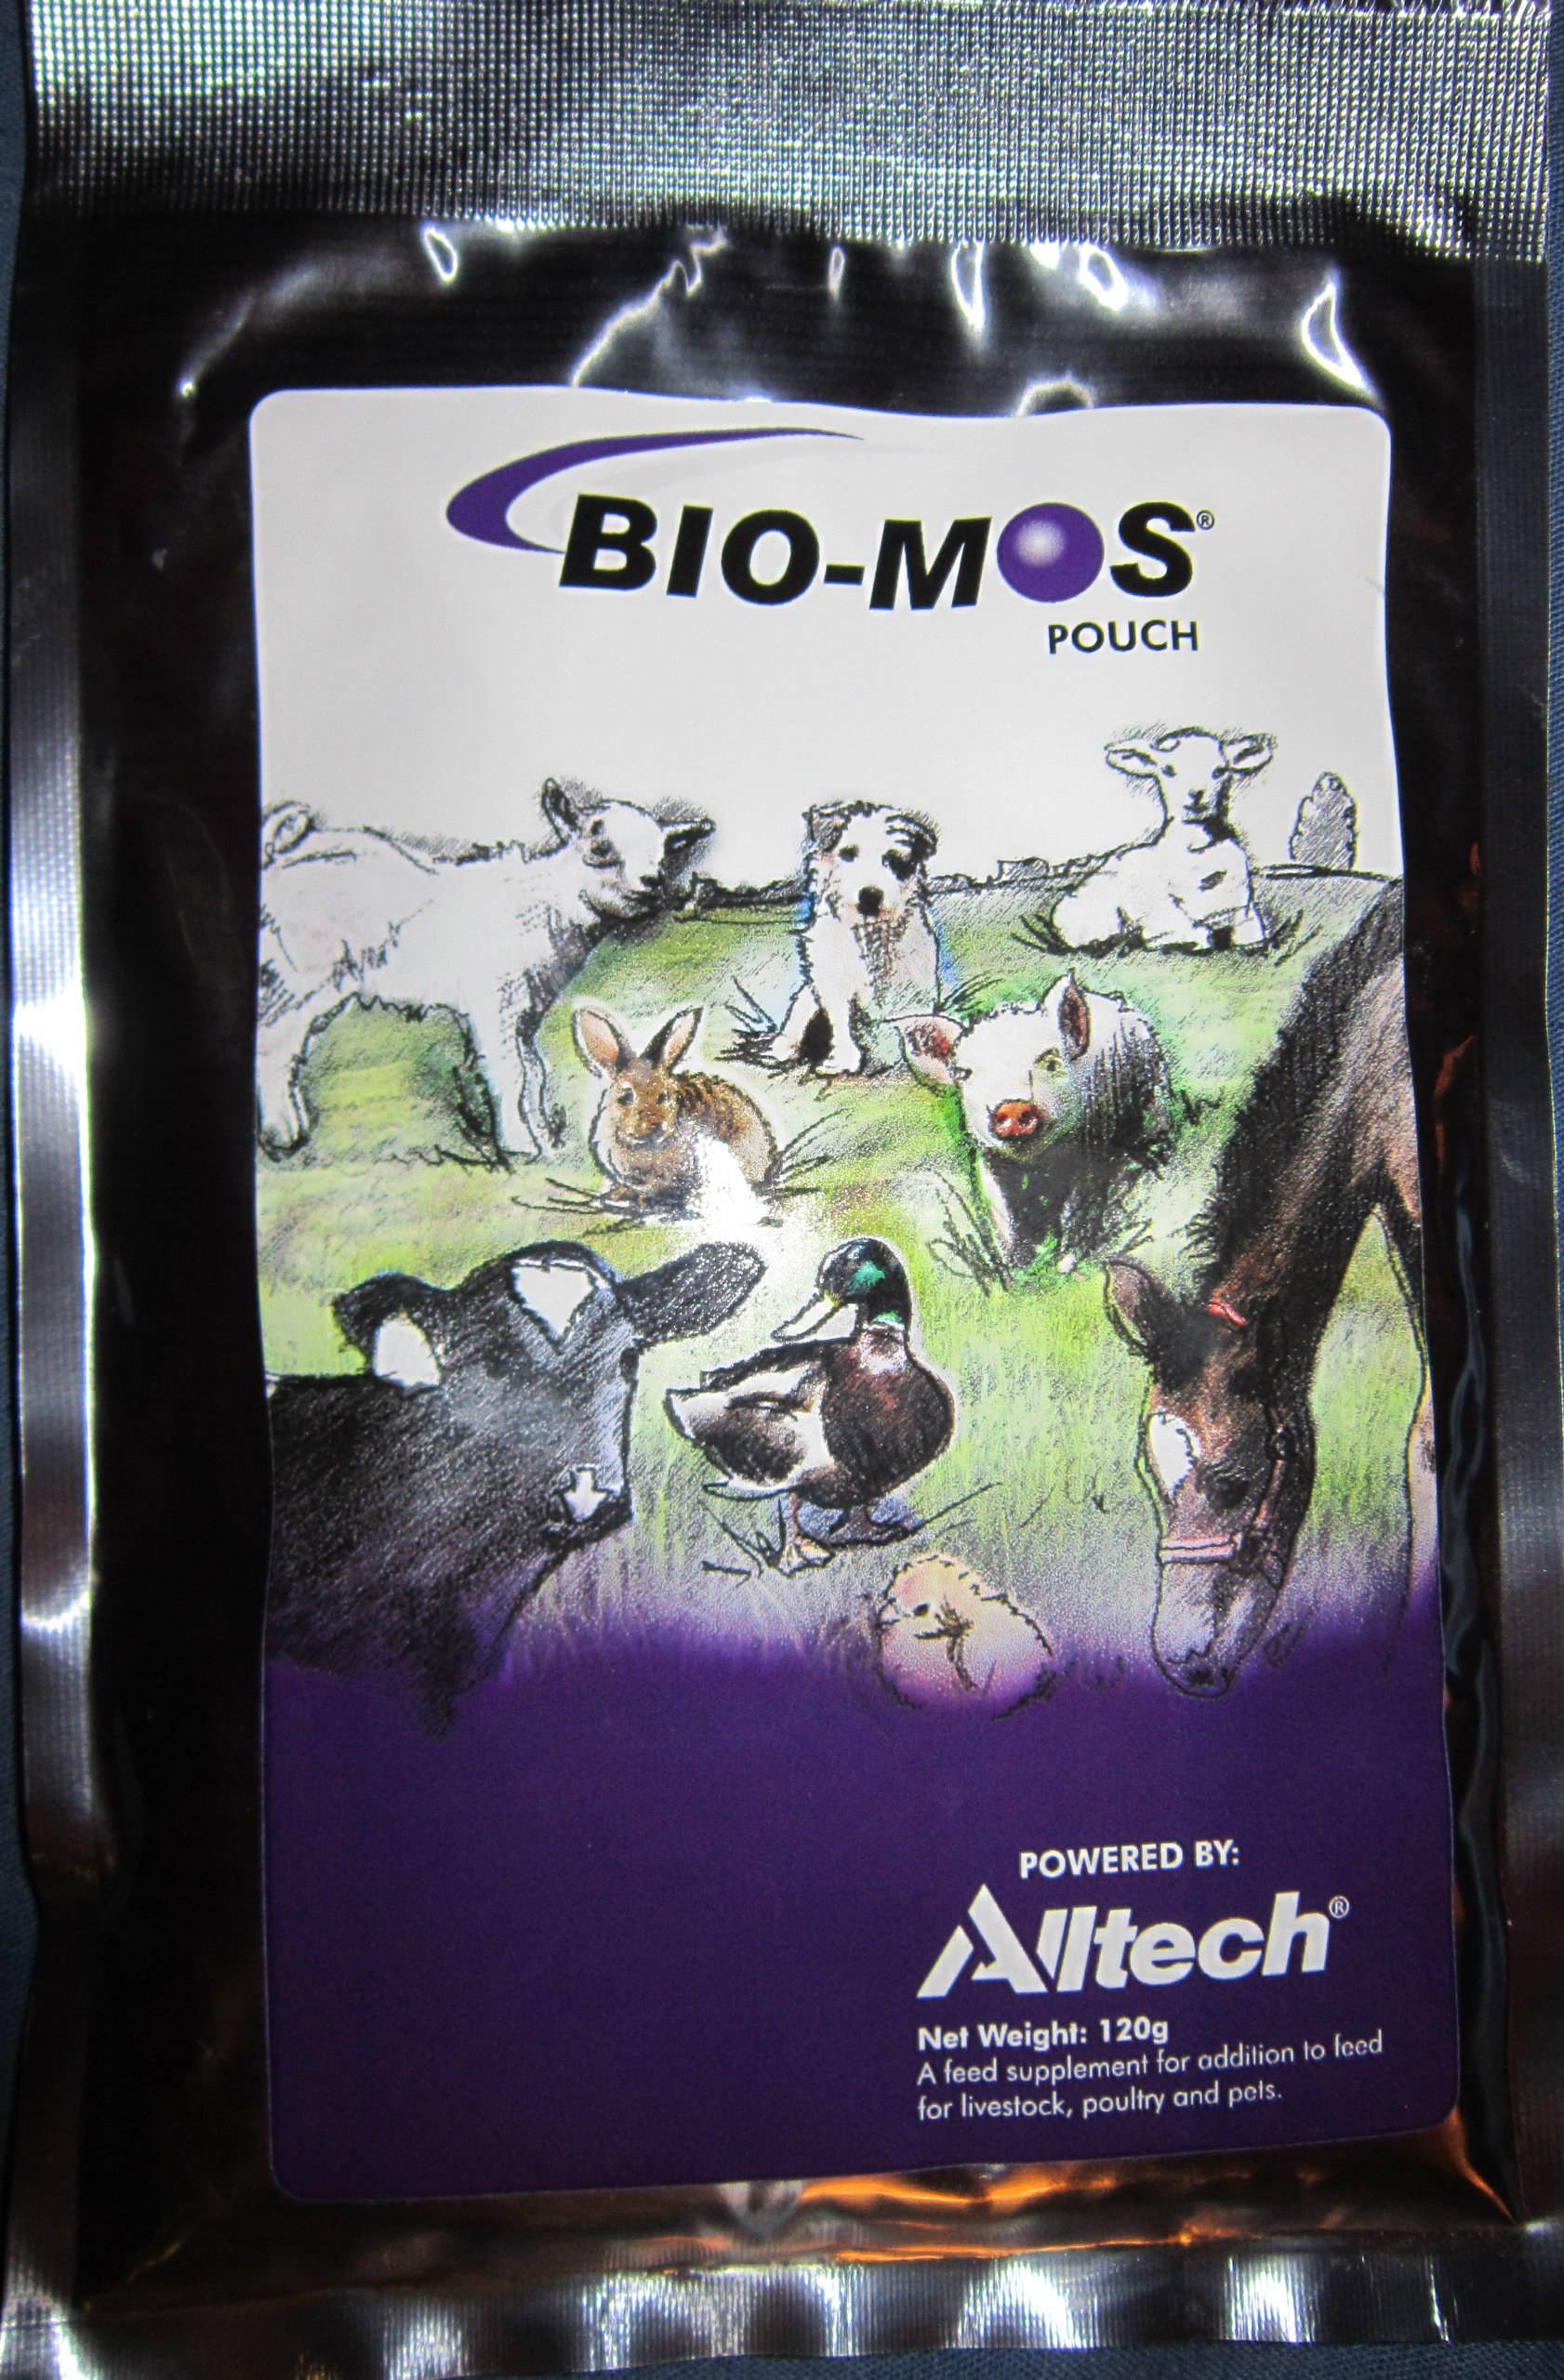 BIO-MOS®
POUCH
POWERED BY:
Alltech®
Net Weight: 120g
A feed supplement for addition to feed
for livestock, poultry and pets.